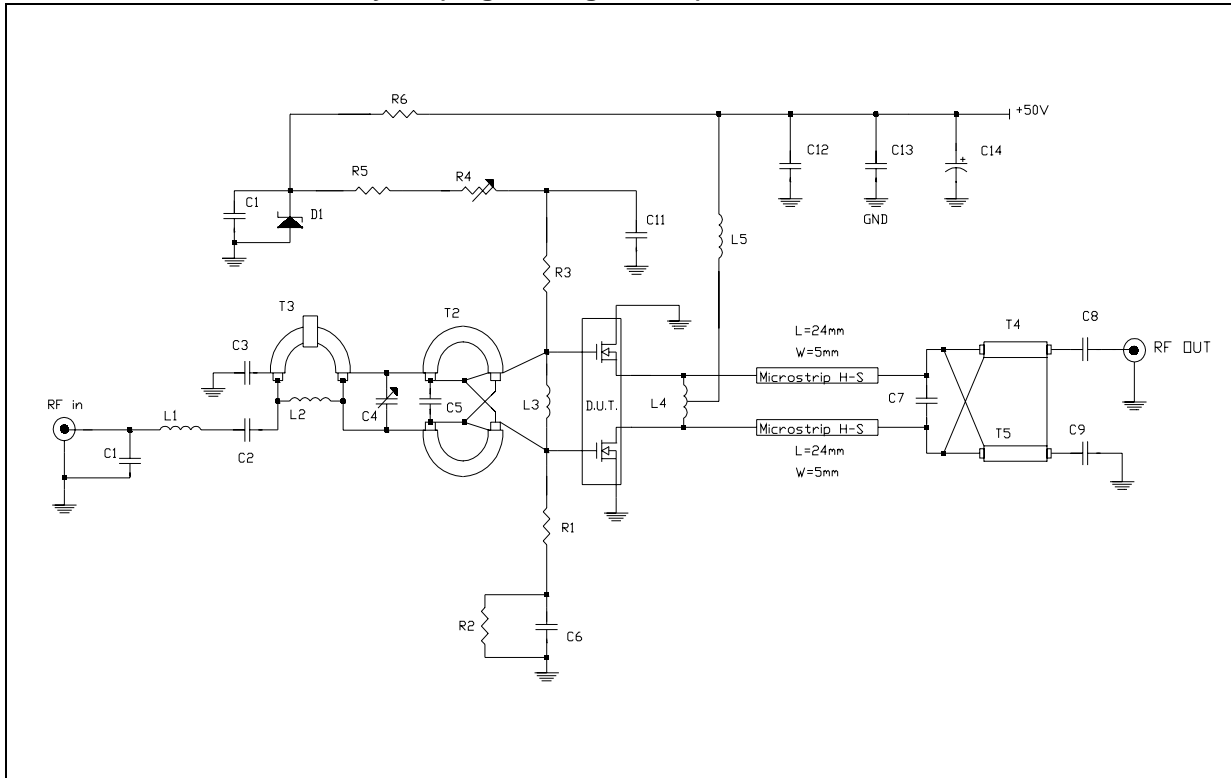 R6
+50V
C12
C13
C14
R5
R4
C1
D1
C11
GND
L5
R3
T3
T2
L=24mm
W=5mm
T4
C8
RF OUT
C3
Microstrip H-S
RF in
L1
L2
C4
C5
L3
D.U.T.
L4
C7
C2
C1
Microstrip H-S
T5
C9
L=24mm
W=5mm
R1
R2
C6